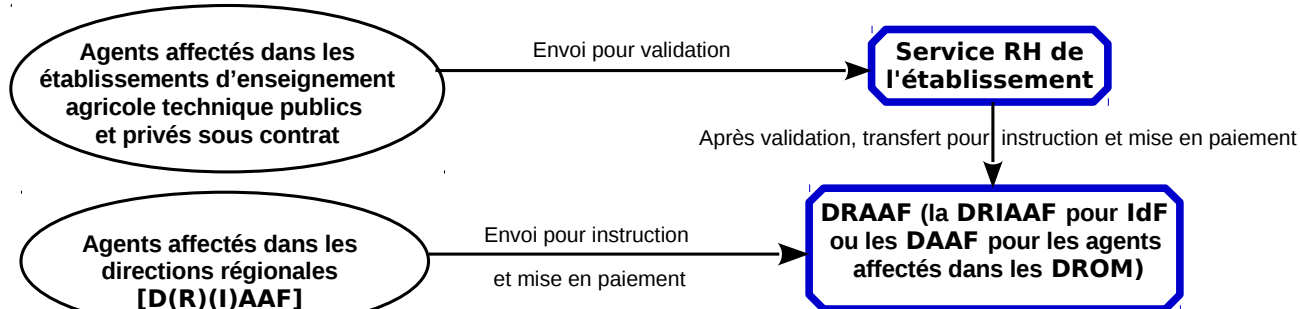 Agents affectés dans les
établissements d'enseignement
agricole technique publics
et privés sous contrat
Envoi pour validation
Service RH de
l'établissement
Après validation, transfert pour instruction et mise en paiement
Agents affectés dans les
directions régionales
[D(R)(I)AAF]
Envoi pour instruction
et mise en paiement
DRAAF (la DRIAAF pour IdF
ou les DAAF pour les agents
affectés dans les DROM)